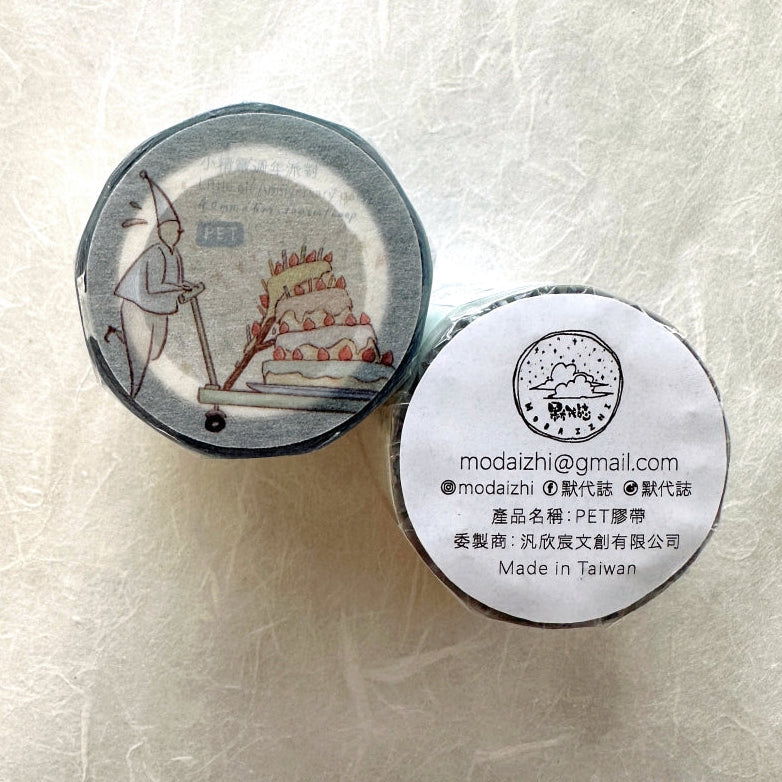 PET
默代誌
MODAIZHI
modaizhi@gmail.com
modaizhi 默代誌 默代誌
產品名稱：PET膠帶
委製商：汎欣宸文創有限公司
Made in Taiwan